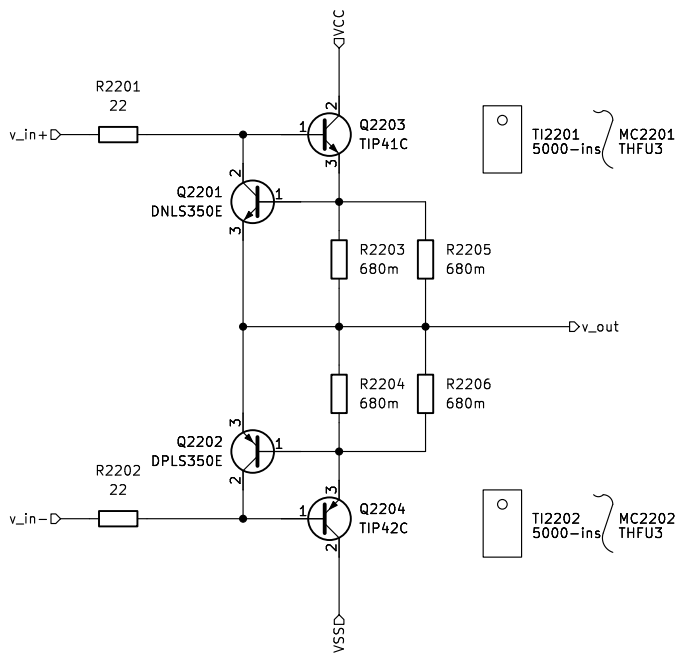 VCC
R2201
22
v_in+
2
1
Q2203
TIP41C
3
TI2201
5000-ins
MC2201
THFU3
2
Q2201
DNLS350E
1
3
R2203
680m
R2205
680m
v_out
R2204
680m
R2206
680m
3
Q2202
DPLS350E
1
2
R2202
22
v_in-
3
1
Q2204
TIP42C
2
TI2202
5000-ins
MC2202
THFU3
VSS